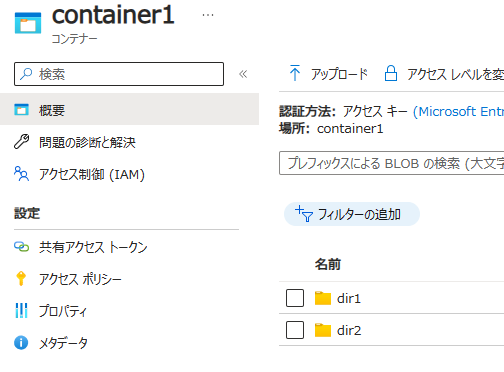 container1 ...
コンテナー
検索 «
概要
問題の診断と解決
アクセス制御 (IAM)
設定
共有アクセス トークン
アクセス ポリシー
プロパティ
メタデータ
アップロード アクセス レベルを変
認証方法: アクセス キー (Microsoft Entr
場所: container1
プレフィックスによる BLOB の検索 (大文字
フィルターの追加
名前
dir1
dir2